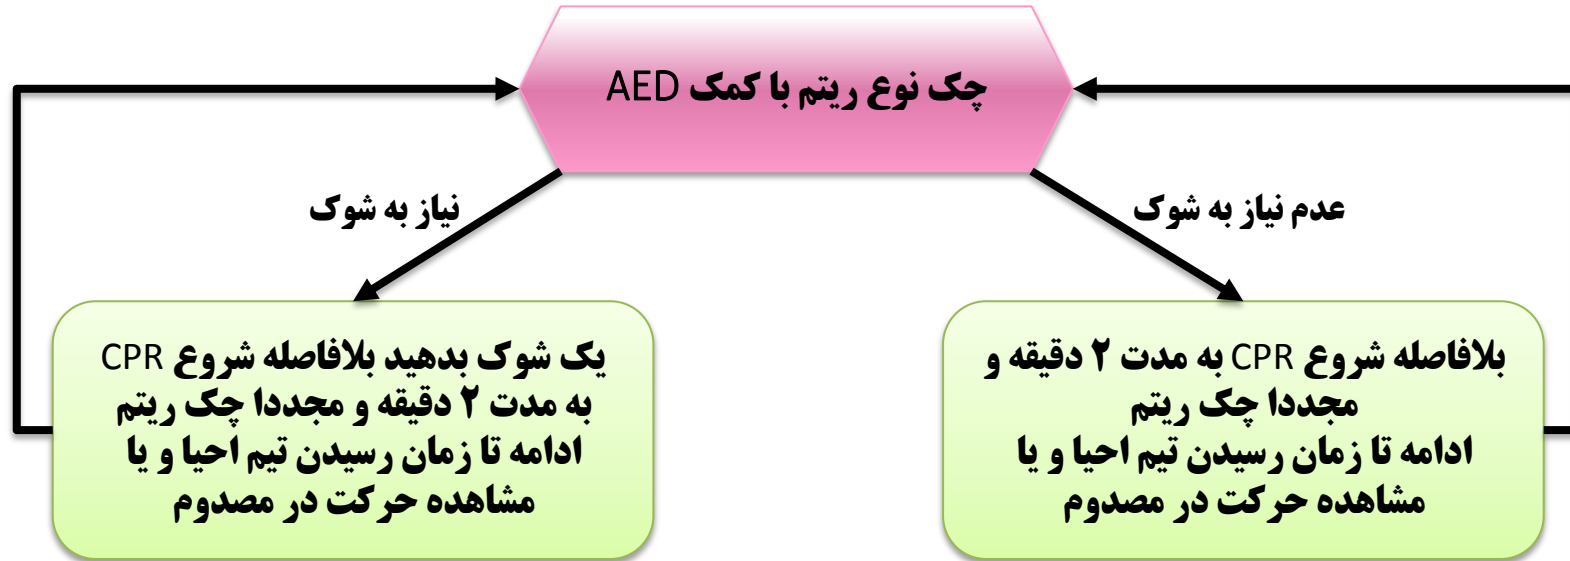 چک نوع ریتم با کمک AED
عدم نیاز به شوک
نیاز به شوک
بلافاصله شروع CPR به مدت ۲ دقیقه و
مجددا چک ریتم
ادامه تا زمان رسیدن تیم احیا و یا
مشاهده حرکت در مصدوم
یک شوک بدهید بلافاصله شروع CPR
به مدت ۲ دقیقه و مجددا چک ریتم
ادامه تا زمان رسیدن تیم احیا و یا
مشاهده حرکت در مصدوم